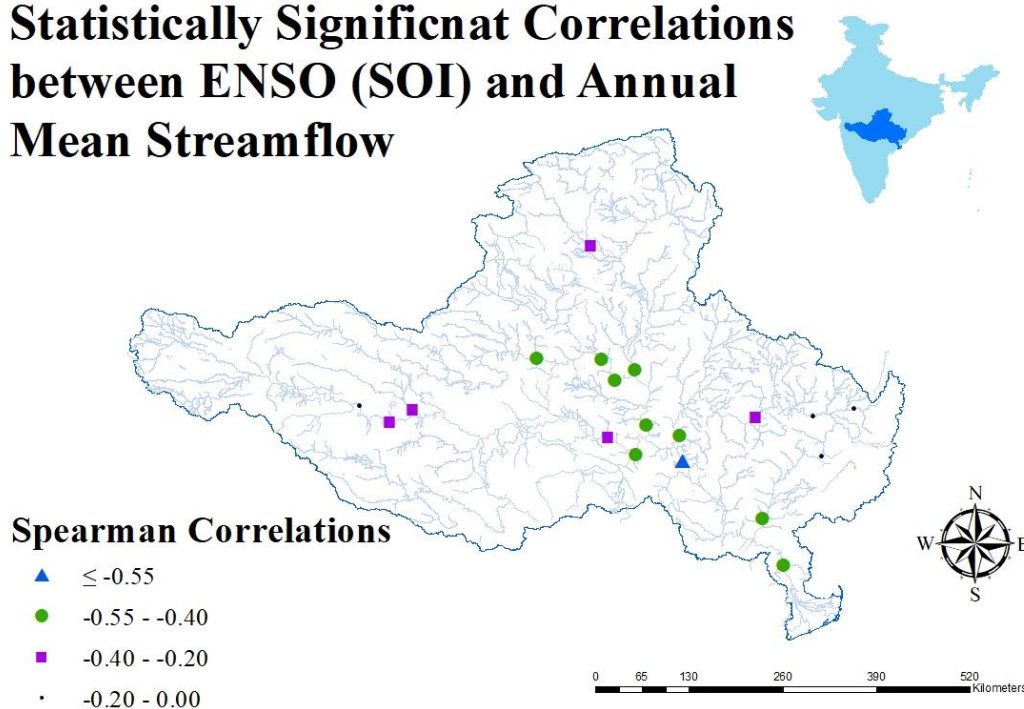 Statistically Significnat Correlations
between ENSO (SOI) and Annual
Mean Streamflow
Spearman Correlations
≤ -0.55
-0.55 - -0.40
-0.40 - -0.20
-0.20 - 0.00
N
W
E
S
0 65 130 260 390 520
Kilometers